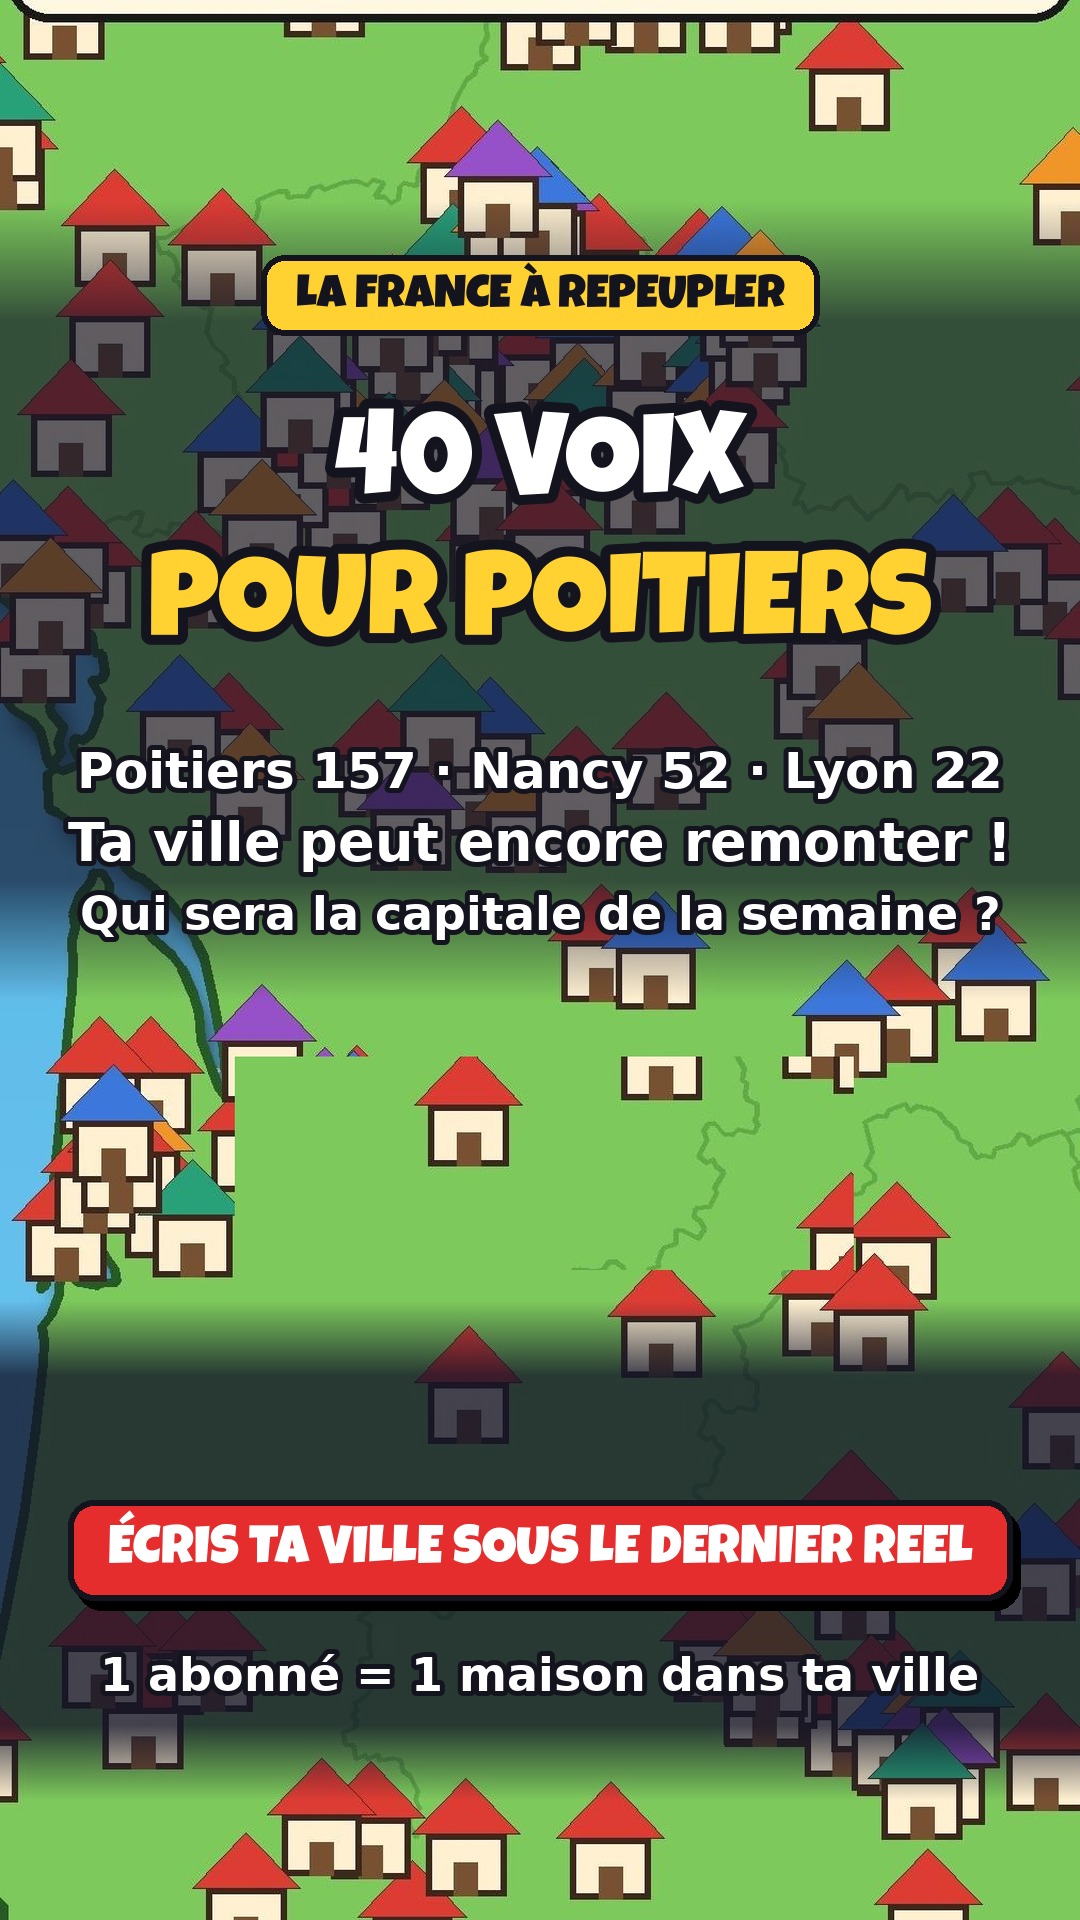 LA FRANCE À REPEUPLER
40 VOIX
POUR POITIERS
Poitiers 157 · Nancy 52 · Lyon 22
Ta ville peut encore remonter !
Qui sera la capitale de la semaine ?
ÉCRIS TA VILLE SOUS LE DERNIER REEL
1 abonné = 1 maison dans ta ville